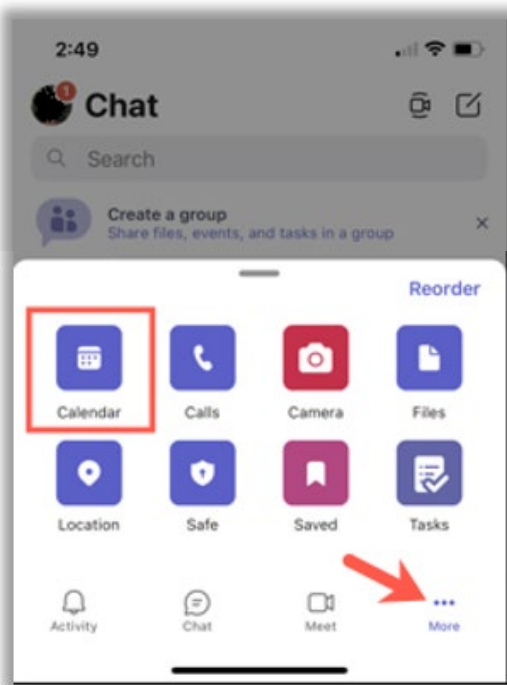 2:49
1
Chat
Search
Create a group
Share files, events, and tasks in a group
Reorder
Calendar Calls Camera Files
Location Safe Saved Tasks
Activity Chat Meet More